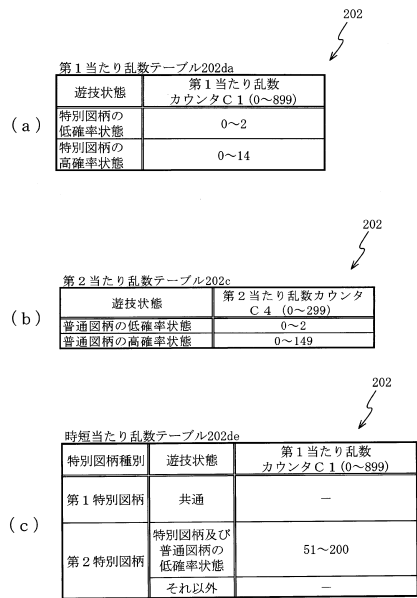 202
第1当たり乱数テーブル202da
(a)
遊技状態
第1当たり乱数
カウンタC1(0～899)
特別図柄の
低確率状態
0～2
特別図柄の
高確率状態
0～14
202
第2当たり乱数テーブル202c
(b)
遊技状態
第2当たり乱数カウンタ
C4 (0～299)
普通図柄の低確率状態
0～2
普通図柄の高確率状態
0～149
202
時短当たり乱数テーブル202de
(c)
特別図柄種別
遊技状態
第1当たり乱数
カウンタC1(0～899)
第1特別図柄
共通
－
第2特別図柄
特別図柄及び
普通図柄の
低確率状態
51～200
それ以外
－